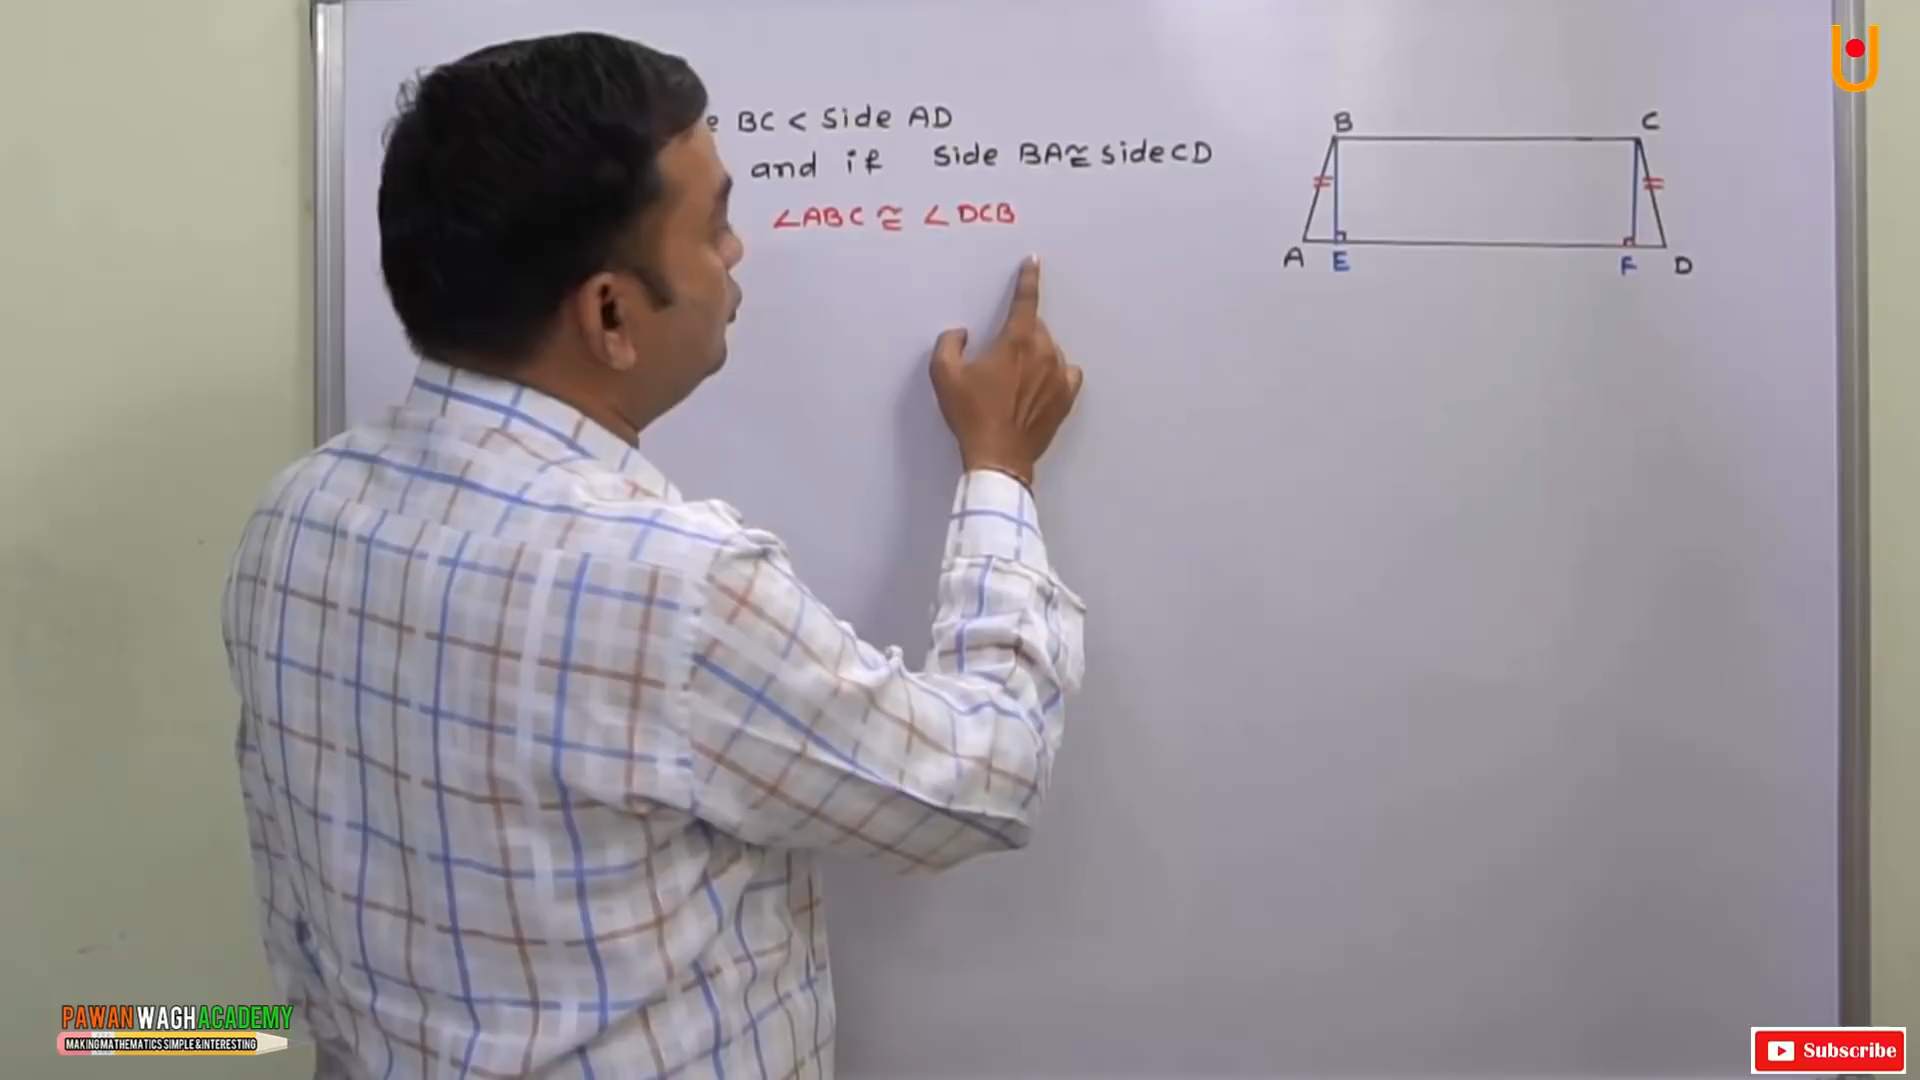 BC < Side AD
and if Side BA ≅ side CD
∠ABC ≅ ∠DCB
B C
A E F D
PAWAN WAGH ACADEMY
MAKING MATHEMATICS SIMPLE & INTERESTING
Subscribe